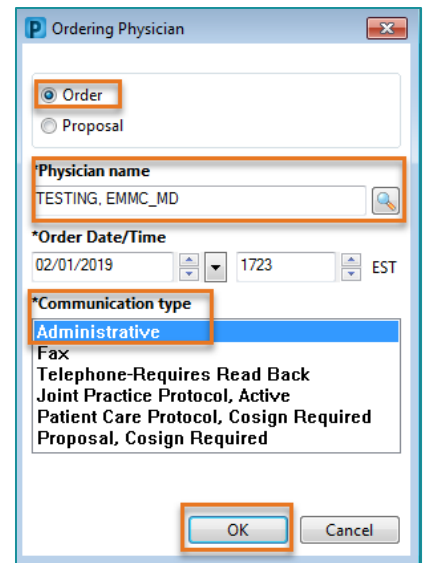 P Ordering Physician
Order
Proposal
*Physician name
TESTING, EMMC_MD
*Order Date/Time
02/01/2019 1723 EST
*Communication type
Administrative
Fax
Telephone-Requires Read Back
Joint Practice Protocol, Active
Patient Care Protocol, Cosign Required
Proposal, Cosign Required
OK Cancel